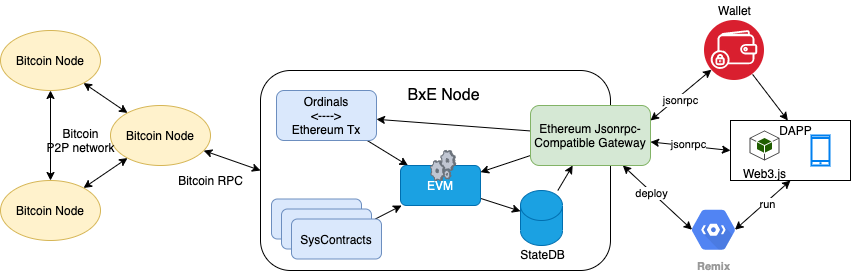 Bitcoin Node
Bitcoin Node
Bitcoin Node
Bitcoin
P2P network
Bitcoin RPC
BxE Node
Ordinals
<---->
Ethereum Tx
EVM
SysContracts
StateDB
Ethereum Jsonrpc-
Compatible Gateway
Wallet
jsonrpc
jsonrpc
DAPP
Web3.js
deploy
run
Remix